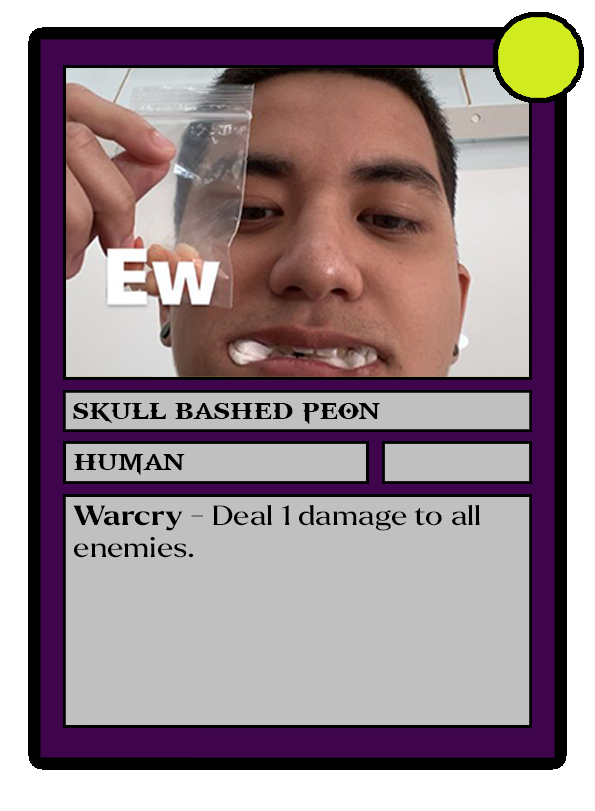 Ew
SKULL BASHED PEON
HUMAN
Warcry – Deal 1 damage to all
enemies.